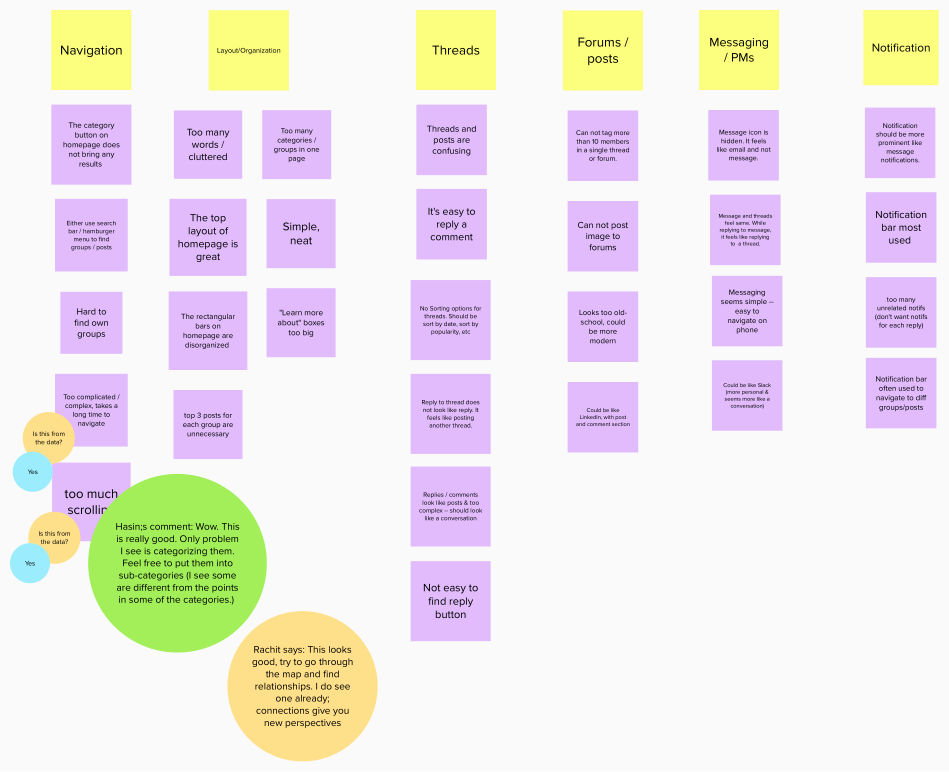 Navigation
The category
button on
homepage does
not bring any
results
Either use search
bar / hamburger
menu to find
groups / posts
Hard to
find own
groups
Too complicated /
complex, takes a
long time to
navigate
Is this from
the data?
Yes
too much
scrollin
Is this from
the data?
Yes
Layout/Organization
Too many
words /
cluttered
The top
layout of
homepage is
great
The rectangular
bars on
homepage are
disorganized
top 3 posts for
each group are
unnecessary
Too many
categories /
groups in one
page
Simple,
neat
"Learn more
about" boxes
too big
Hasin;s comment: Wow. This
is really good. Only problem
I see is categorizing them.
Feel free to put them into
sub-categories (I see some
are different from the points
in some of the categories.)
Rachit says: This looks
good, try to go through
the map and find
relationships. I do see
one already;
connections give you
new perspectives
Threads
Threads and
posts are
confusing
It's easy to
reply a
comment
No Sorting options for
threads. Should be
sort by date, sort by
popularity, etc
Reply to thread does
not look like reply. It
feels like posting
another thread.
Replies / comments
look like posts & too
complex -- should look
like a conversation
Not easy to
find reply
button
Forums /
posts
Can not tag more
than 10 members
in a single thread
or forum.
Can not post
image to
forums
Looks too old-
school, could
be more
modern
Could be like
LinkedIn, with post
and comment section
Messaging
/ PMs
Message icon is
hidden. It feels
like email and not
message.
Message and threads
feel same. While
replying to message,
it feels like replying
to a thread.
Messaging
seems simple --
easy to
navigate on
phone
Could be like Slack
(more personal &
seems more like a
conversation)
Notification
Notification
should be more
prominent like
message
notifications.
Notification
bar most
used
too many
unrelated notifs
(don't want notifs
for each reply)
Notification bar
often used to
navigate to diff
groups/posts